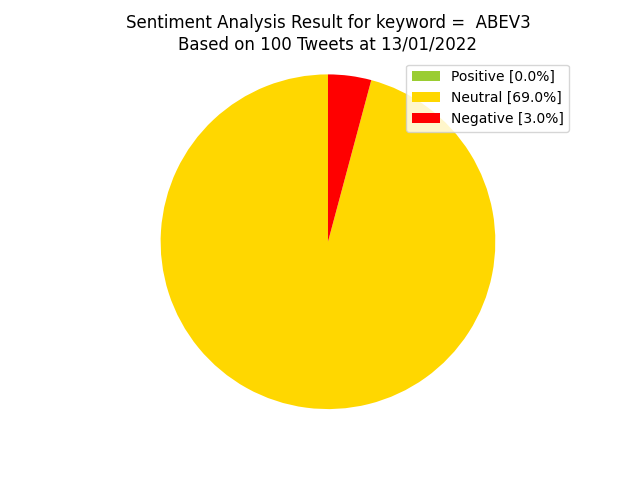 Sentiment Analysis Result for keyword =  ABEV3
Based on 100 Tweets at 13/01/2022
Positive [0.0%]
Neutral [69.0%]
Negative [3.0%]